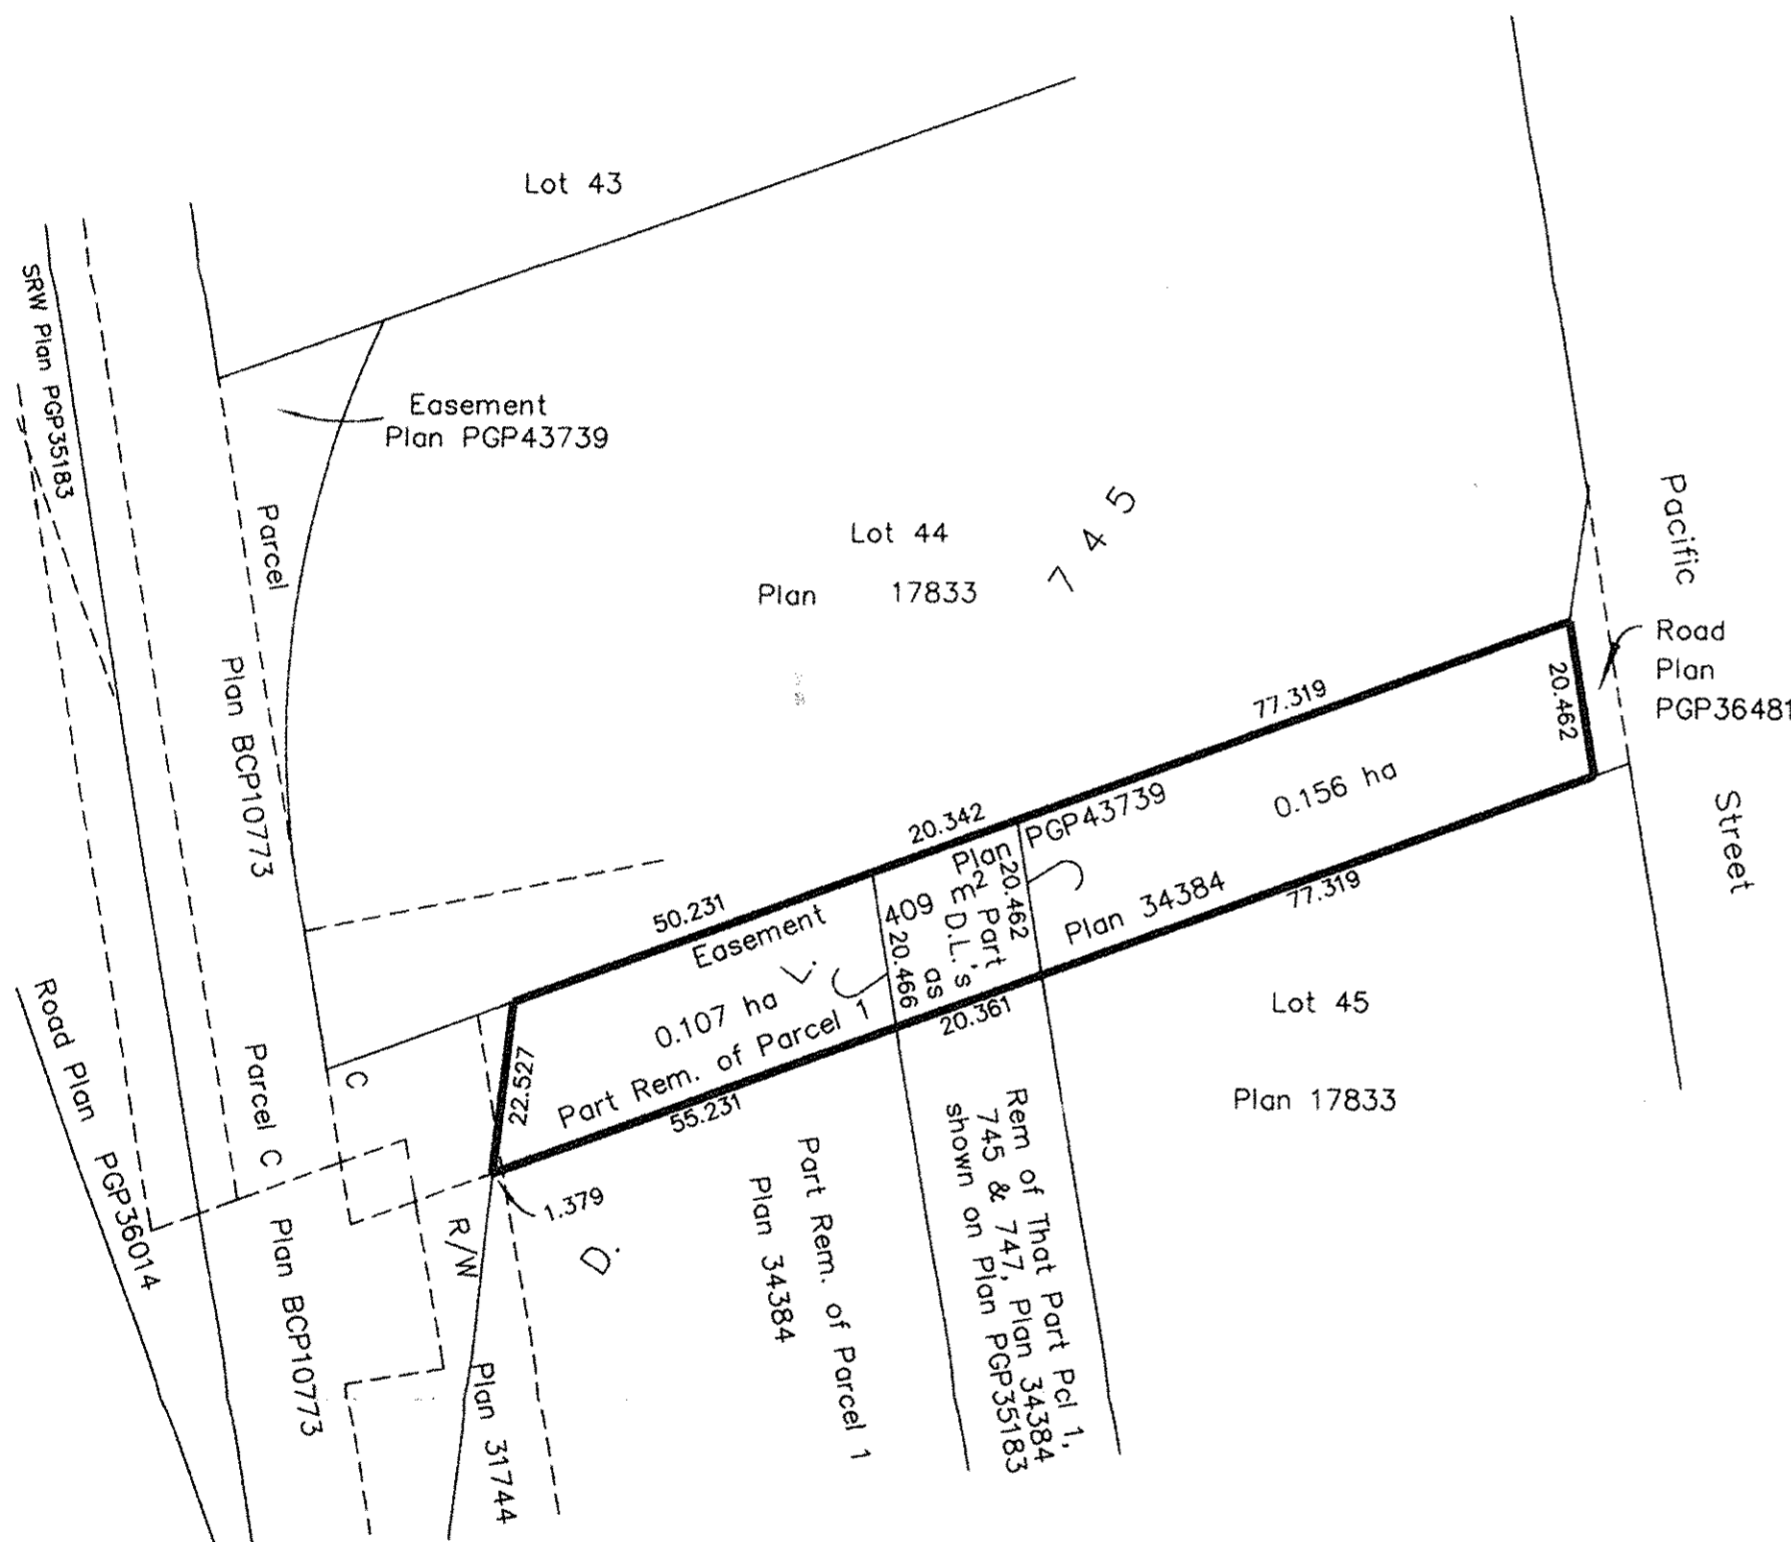 Lot 43
SRW Plan PGP35183
Easement
Plan PGP43739
Parcel
Plan BCP10773
Lot 44
Plan 17833
7 4 5
Pacific
Street
Road
Plan
PGP36481
77.319
20.462
20.342
Plan PGP43739
0.156 ha
50.231
Easement
409 m² Part
20.462
D.L.'s
as
20.466
Plan 34384
77.319
0.107 ha
L.
Part Rem. of Parcel 1
20.361
55.231
22.527
Lot 45
Plan 17833
C
Road Plan PGP36014
Parcel C
Plan BCP10773
1.379
R/W
Plan 31744
D.
Part Rem. of Parcel 1
Plan 34384
Rem of That Part Pcl 1,
745 & 747, Plan 34384
shown on Plan PGP35183